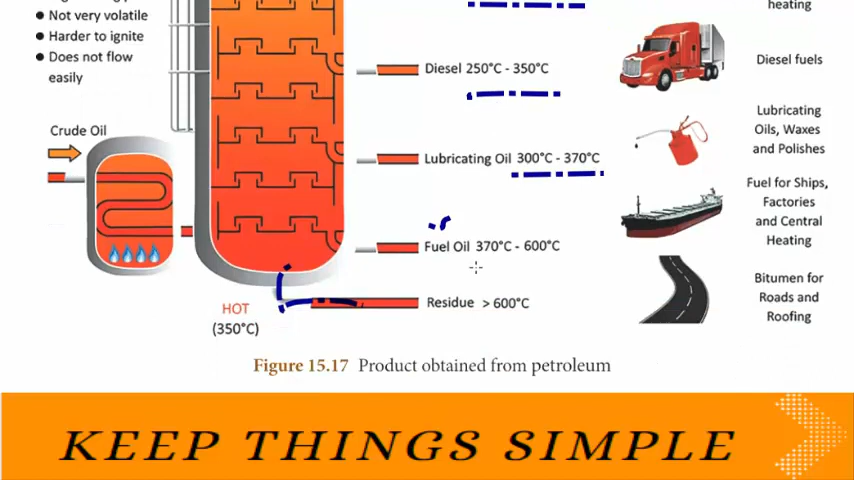 heating
Not very volatile
Harder to ignite
Does not flow
easily
Diesel 250°C - 350°C
Diesel fuels
Crude Oil
Lubricating Oil 300°C - 370°C
Lubricating
Oils, Waxes
and Polishes
Fuel Oil 370°C - 600°C
Fuel for Ships,
Factories
and Central
Heating
HOT
(350°C)
Residue > 600°C
Bitumen for
Roads and
Roofing
Figure 15.17 Product obtained from petroleum
KEEP THINGS SIMPLE